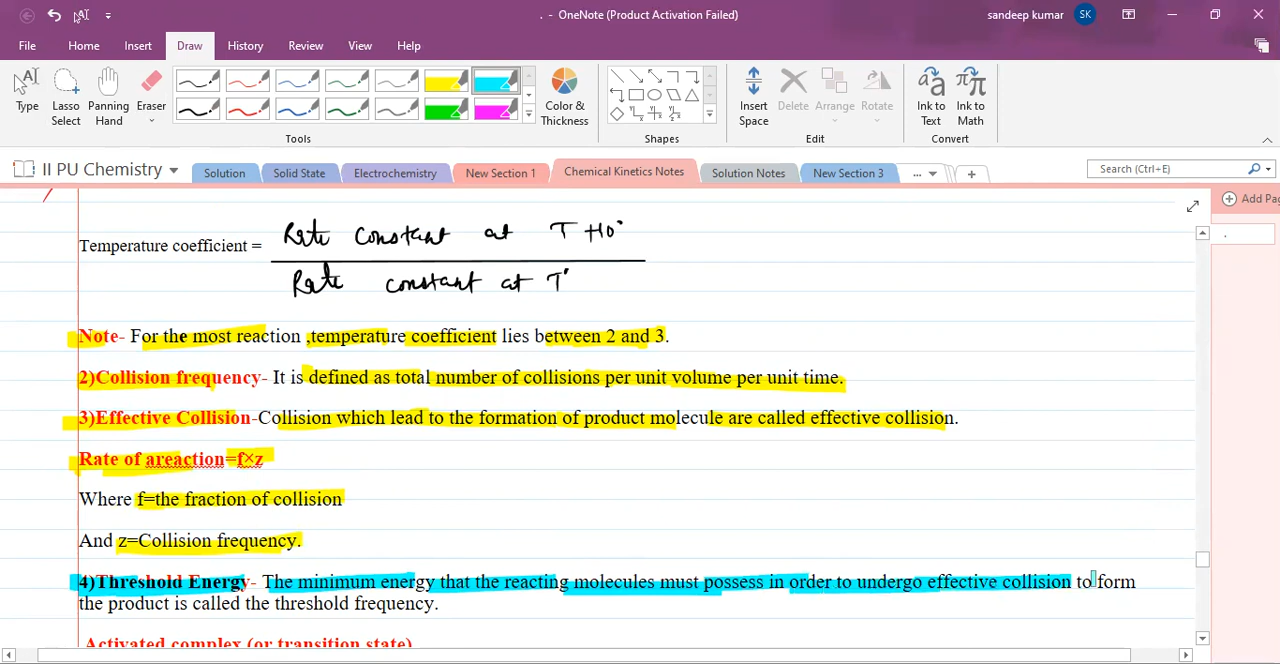 . - OneNote (Product Activation Failed)
sandeep kumar SK
File Home Insert Draw History Review View Help
Type
Lasso Select
Panning Hand
Eraser
Color & Thickness
Insert Space
Delete
Arrange
Rotate
Ink to Text
Ink to Math
Tools Shapes Edit Convert
II PU Chemistry Solution Solid State Electrochemistry New Section 1 Chemical Kinetics Notes Solution Notes New Section 3 ... + Search (Ctrl+E)
Add Pag
.
Rate constant at T+10°
Temperature coefficient =
Rate constant at T°
Note- For the most reaction ,temperature coefficient lies between 2 and 3.
2)Collision frequency- It is defined as total number of collisions per unit volume per unit time.
3)Effective Collision-Collision which lead to the formation of product molecule are called effective collision.
Rate of areaction=f×z
Where f=the fraction of collision
And z=Collision frequency.
4)Threshold Energy- The minimum energy that the reacting molecules must possess in order to undergo effective collision to form
the product is called the threshold frequency.
Activated complex (or transition state)